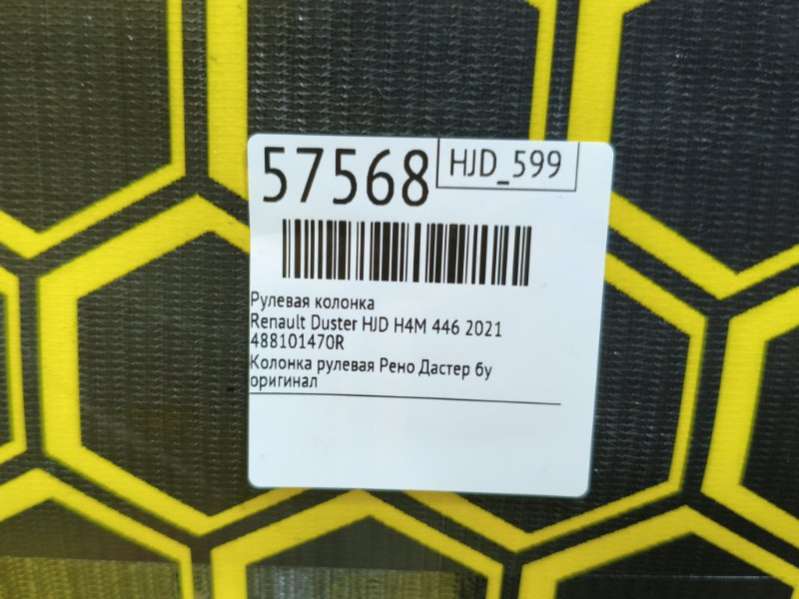 57568
HJD_599
Рулевая колонка
Renault Duster HJD H4M 446 2021
488101470R
Колонка рулевая Рено Дастер бу
оригинал